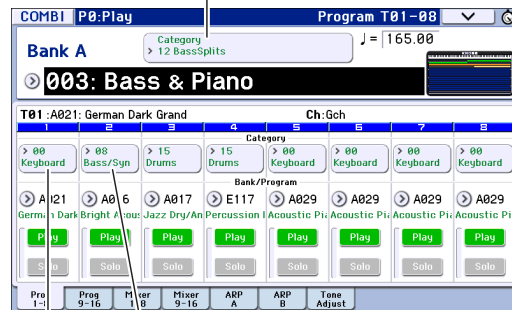 COMBI P0:Play Program T01-08
Category
> 12 BassSplits
♩= 165.00
Bank A
003: Bass & Piano
T01 :A021: German Dark Grand Ch:Gch
1 2 3 4 5 6 7 8
Category
> 00 > 08 > 15 > 15 > 00 > 00 > 00 > 00
Keyboard Bass/Syn Drums Drums Keyboard Keyboard Keyboard Keyboard
Bank/Program
A021 A016 A017 E117 A029 A029 A029 A029
German Dark Bright Acous Jazz Dry/An Percussion Acoustic Pia Acoustic Pia Acoustic Pia Acoustic Pi
Play Play Play Play Play Play Play Play
Solo Solo Solo Solo Solo Solo Solo Solo
Prog 1-8 Prog 9-16 Mixer 1-8 Mixer 9-16 ARP A ARP B Tone Adjust